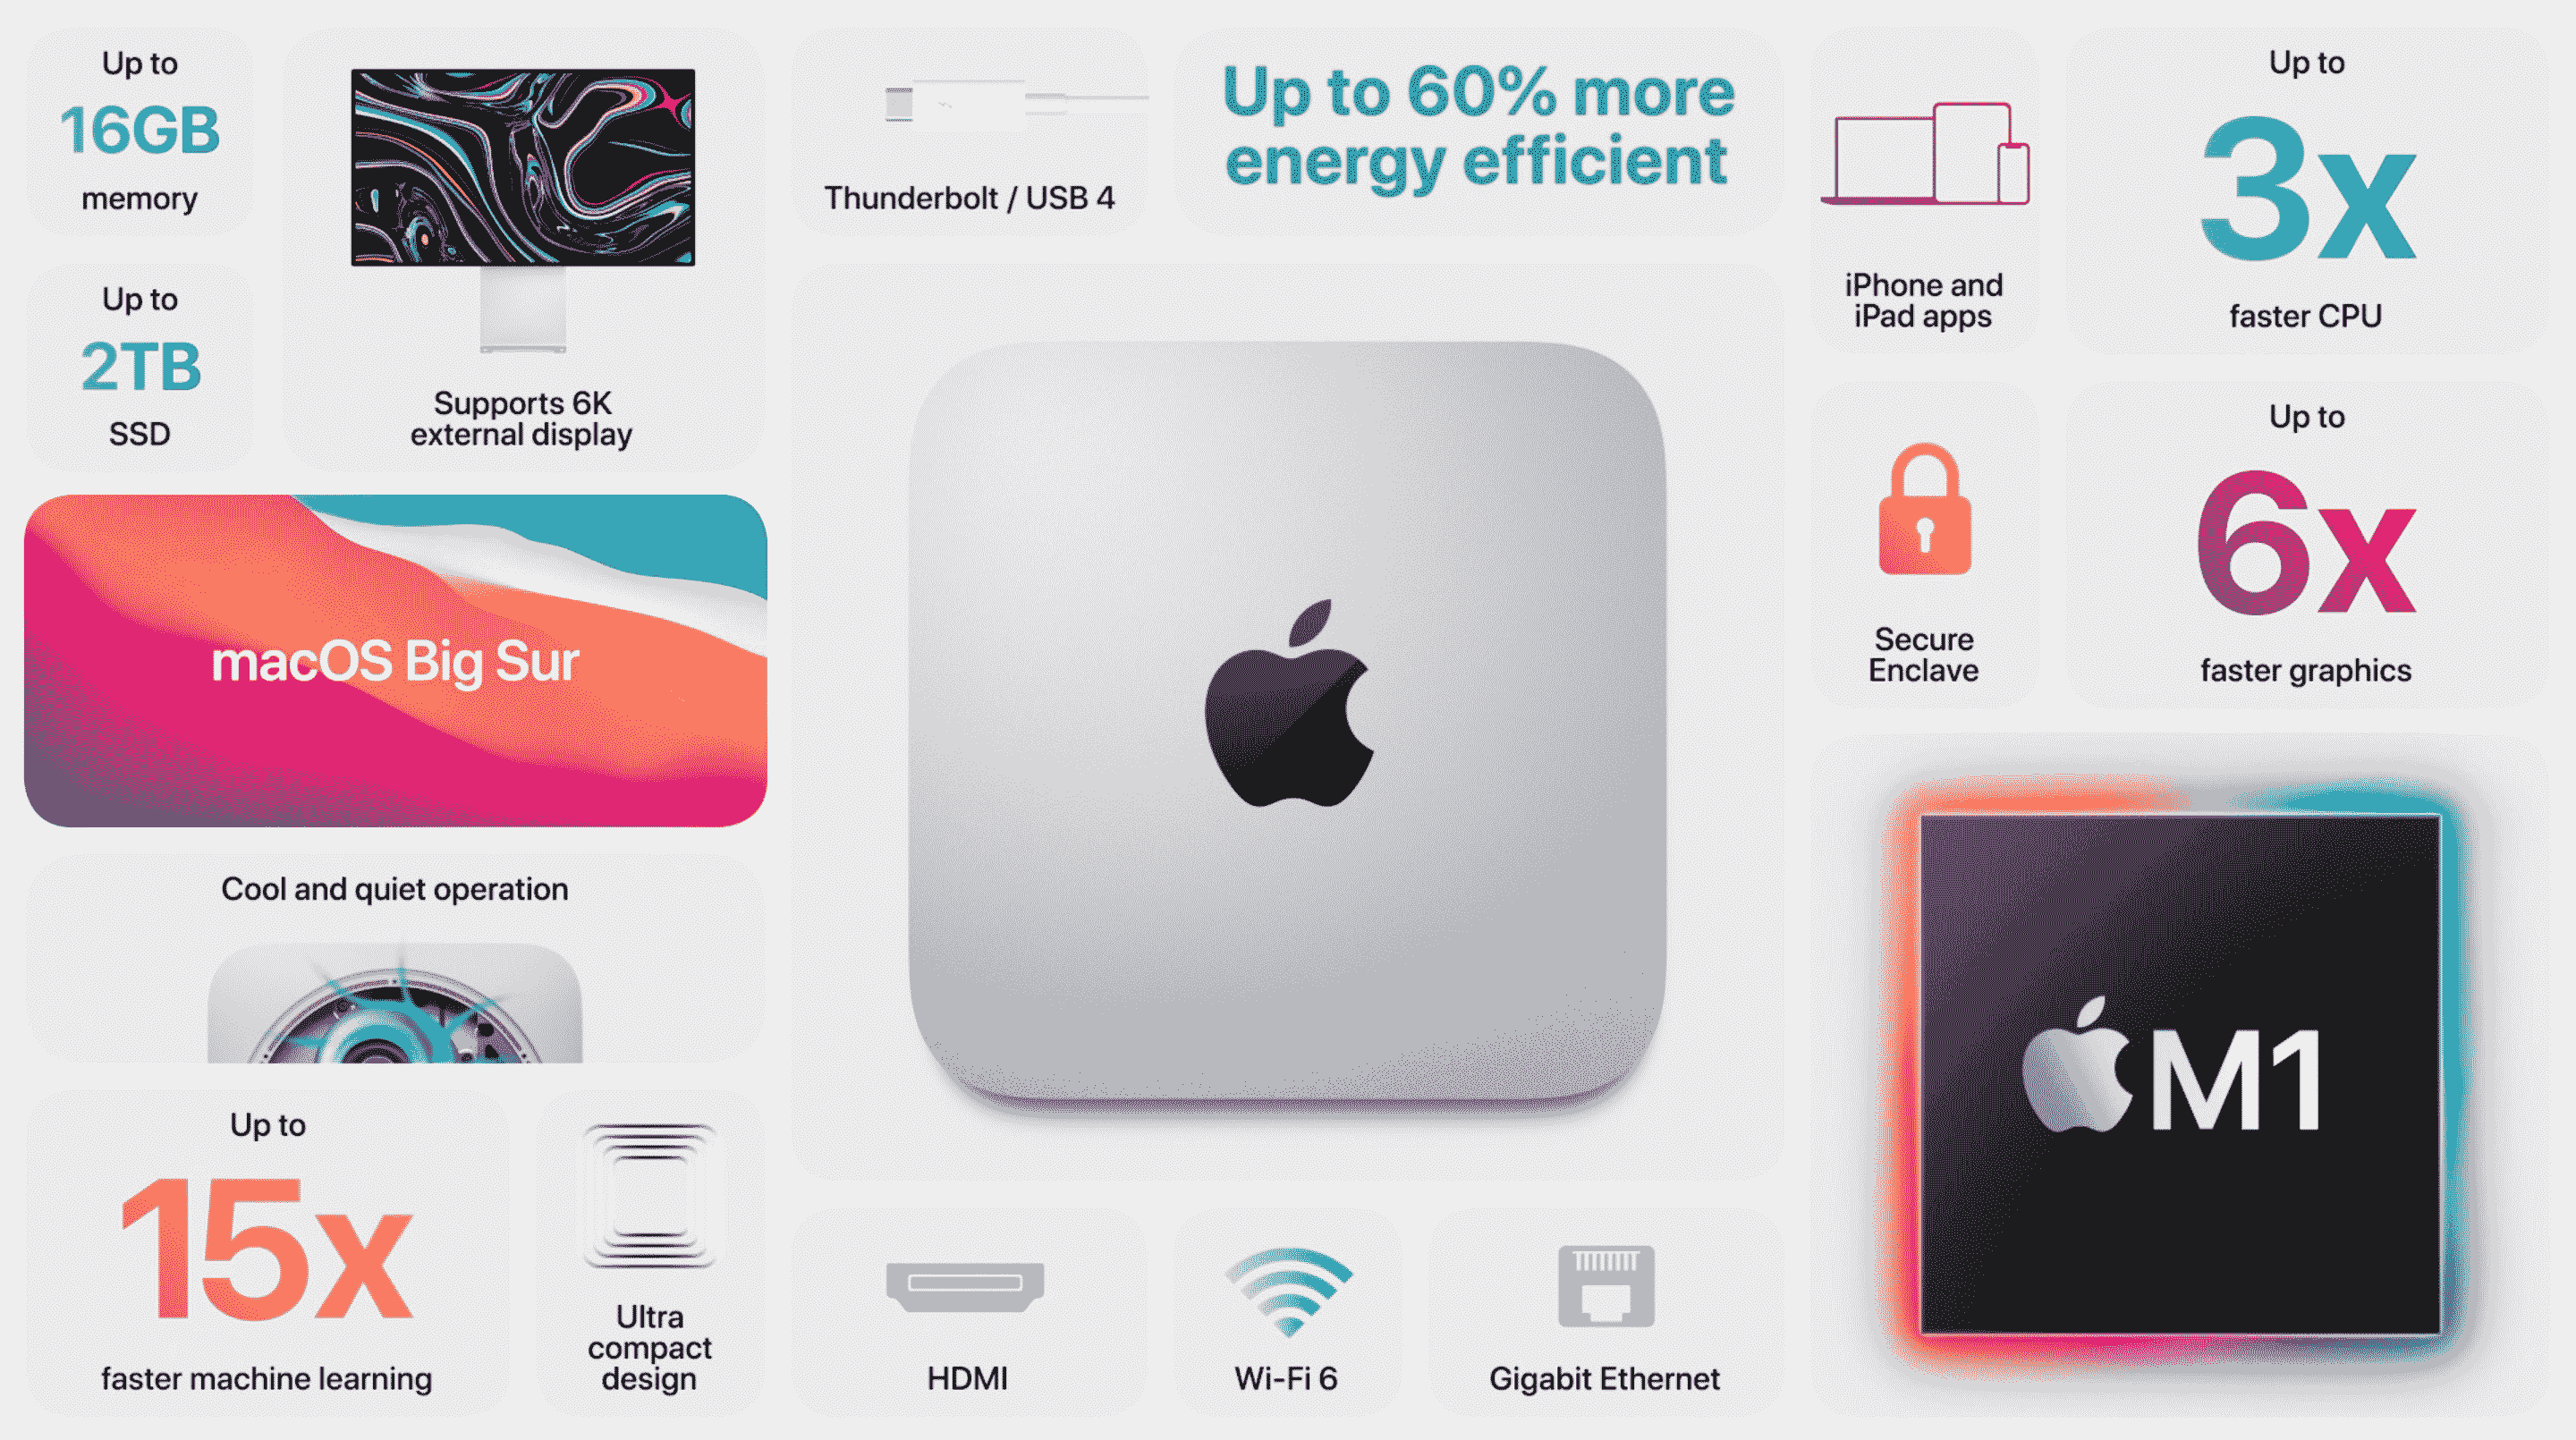 Up to
16GB
memory
Up to
2TB
SSD
Supports 6K
external display
Thunderbolt / USB 4
Up to 60% more
energy efficient
iPhone and
iPad apps
Up to
3x
faster CPU
Secure
Enclave
Up to
6x
faster graphics
macOS Big Sur
Cool and quiet operation
Up to
15x
faster machine learning
Ultra
compact
design
HDMI
Wi-Fi 6
Gigabit Ethernet
M1